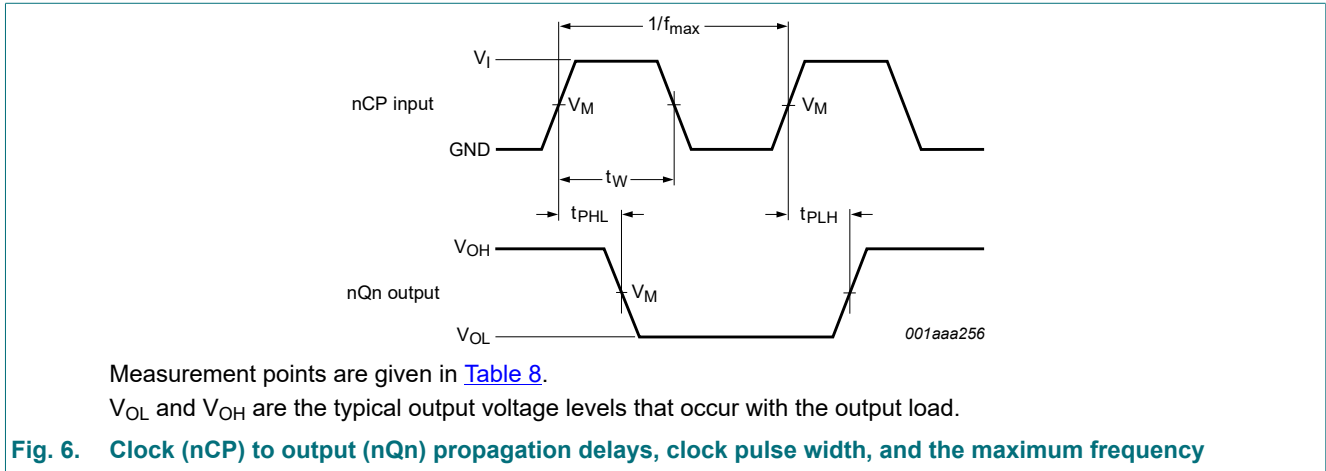 1/fmax
VI
nCP input
VM
VM
GND
tW
tPHL
tPLH
VOH
nQn output
VM
VOL
001aaa256
Measurement points are given in Table 8.
VOL and VOH are the typical output voltage levels that occur with the output load.
Fig. 6. Clock (nCP) to output (nQn) propagation delays, clock pulse width, and the maximum frequency